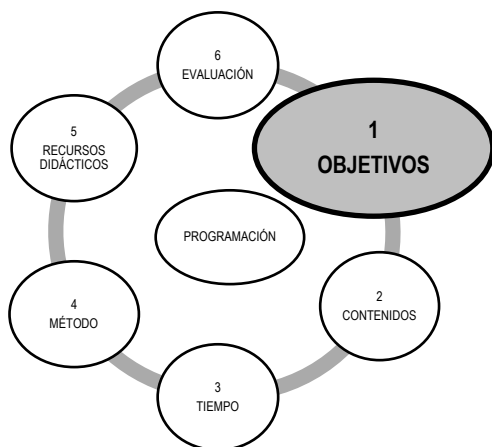 1
OBJETIVOS
2
CONTENIDOS
3
TIEMPO
4
MÉTODO
5
RECURSOS
DIDÁCTICOS
6
EVALUACIÓN
PROGRAMACIÓN